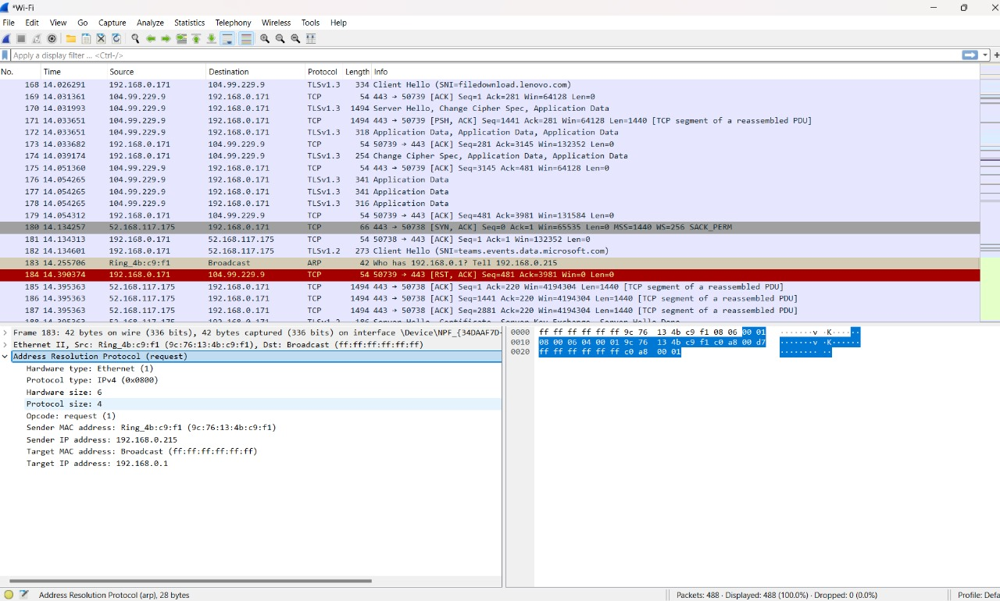 *Wi-Fi
File Edit View Go Capture Analyze Statistics Telephony Wireless Tools Help
Apply a display filter ... <Ctrl-/>
No. Time Source Destination Protocol Length Info
168 14.026291 192.168.0.171 104.99.229.9 TLSv1.3 334 Client Hello (SNI=filedownload.lenovo.com)
169 14.031361 104.99.229.9 192.168.0.171 TCP 54 443 → 50739 [ACK] Seq=1 Ack=281 Win=64128 Len=0
170 14.031993 104.99.229.9 192.168.0.171 TLSv1.3 1494 Server Hello, Change Cipher Spec, Application Data
171 14.033651 104.99.229.9 192.168.0.171 TCP 1494 443 → 50739 [PSH, ACK] Seq=1441 Ack=281 Win=64128 Len=1440 [TCP segment of a reassembled PDU]
172 14.033651 104.99.229.9 192.168.0.171 TLSv1.3 318 Application Data, Application Data, Application Data
173 14.033682 192.168.0.171 104.99.229.9 TCP 54 50739 → 443 [ACK] Seq=281 Ack=3145 Win=132352 Len=0
174 14.039174 192.168.0.171 104.99.229.9 TLSv1.3 254 Change Cipher Spec, Application Data, Application Data
175 14.051360 104.99.229.9 192.168.0.171 TCP 54 443 → 50739 [ACK] Seq=3145 Ack=481 Win=64128 Len=0
176 14.054265 104.99.229.9 192.168.0.171 TLSv1.3 341 Application Data
177 14.054265 104.99.229.9 192.168.0.171 TLSv1.3 341 Application Data
178 14.054265 104.99.229.9 192.168.0.171 TLSv1.3 316 Application Data
179 14.054312 192.168.0.171 104.99.229.9 TCP 54 50739 → 443 [ACK] Seq=481 Ack=3981 Win=131584 Len=0
180 14.134257 52.168.117.175 192.168.0.171 TCP 66 443 → 50738 [SYN, ACK] Seq=0 Ack=1 Win=65535 Len=0 MSS=1440 WS=256 SACK_PERM
181 14.134313 192.168.0.171 52.168.117.175 TCP 54 50738 → 443 [ACK] Seq=1 Ack=1 Win=132352 Len=0
182 14.134601 192.168.0.171 52.168.117.175 TLSv1.2 273 Client Hello (SNI=teams.events.data.microsoft.com)
183 14.255706 Ring_4b:c9:f1 Broadcast ARP 42 Who has 192.168.0.1? Tell 192.168.0.215
184 14.390374 192.168.0.171 104.99.229.9 TCP 54 50739 → 443 [RST, ACK] Seq=481 Ack=3981 Win=0 Len=0
185 14.395363 52.168.117.175 192.168.0.171 TCP 1494 443 → 50738 [ACK] Seq=1 Ack=220 Win=4194304 Len=1440 [TCP segment of a reassembled PDU]
186 14.395363 52.168.117.175 192.168.0.171 TCP 1494 443 → 50738 [ACK] Seq=1441 Ack=220 Win=4194304 Len=1440 [TCP segment of a reassembled PDU]
187 14.395363 52.168.117.175 192.168.0.171 TCP 1494 443 → 50738 [ACK] Seq=2881 Ack=220 Win=4194304 Len=1440 [TCP segment of a reassembled PDU]
188 14.395363 52.168.117.175 192.168.0.171 TLSv1.2 186 Server Hello, Certificate, Server Key Exchange, Server Hello Done
Frame 183: 42 bytes on wire (336 bits), 42 bytes captured (336 bits) on interface \Device\NPF_{34DAAF7D-
Ethernet II, Src: Ring_4b:c9:f1 (9c:76:13:4b:c9:f1), Dst: Broadcast (ff:ff:ff:ff:ff:ff)
Address Resolution Protocol (request)
Hardware type: Ethernet (1)
Protocol type: IPv4 (0x0800)
Hardware size: 6
Protocol size: 4
Opcode: request (1)
Sender MAC address: Ring_4b:c9:f1 (9c:76:13:4b:c9:f1)
Sender IP address: 192.168.0.215
Target MAC address: Broadcast (ff:ff:ff:ff:ff:ff)
Target IP address: 192.168.0.1
0000 ff ff ff ff ff ff 9c 76 13 4b c9 f1 08 06 00 01 ·······v ·K······
0010 08 00 06 04 00 01 9c 76 13 4b c9 f1 c0 a8 00 d7 ·······v ·K······
0020 ff ff ff ff ff ff c0 a8 00 01 ········ ··
Address Resolution Protocol (arp), 28 bytes
Packets: 488 · Displayed: 488 (100.0%) · Dropped: 0 (0.0%)
Profile: Defa